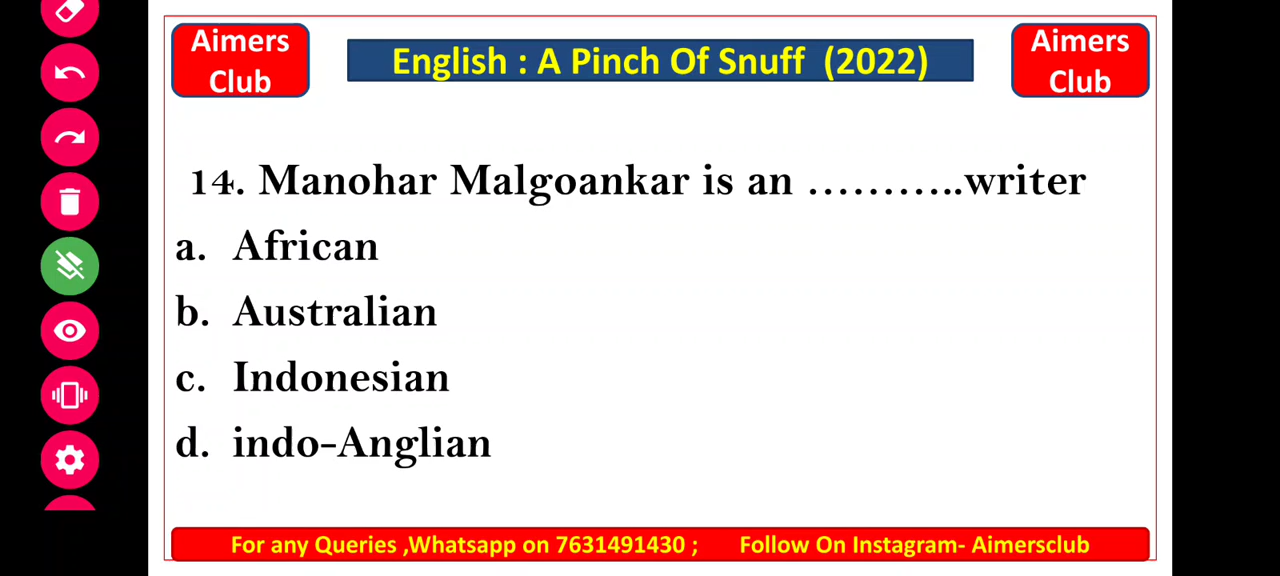 Aimers
Club
English : A Pinch Of Snuff (2022)
Aimers
Club
14. Manohar Malgoankar is an ………..writer
a. African
b. Australian
c. Indonesian
d. indo-Anglian
For any Queries ,Whatsapp on 7631491430 ; Follow On Instagram- Aimersclub